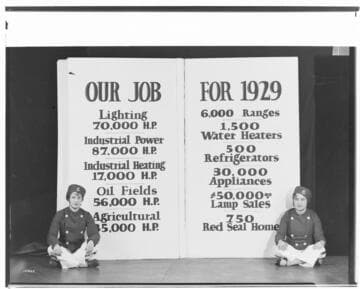 OUR JOB
Lighting
70,000 H.P.
Industrial Power
87,000 H.P.
Industrial Heating
17,000 H.P.
Oil Fields
56,000 H.P.
Agricultural
35,000 H.P.
FOR 1929
6,000 Ranges
1,500
Water Heaters
500
Refrigerators
30,000
Appliances
$50,000
Lamp Sales
750
Red Seal Home